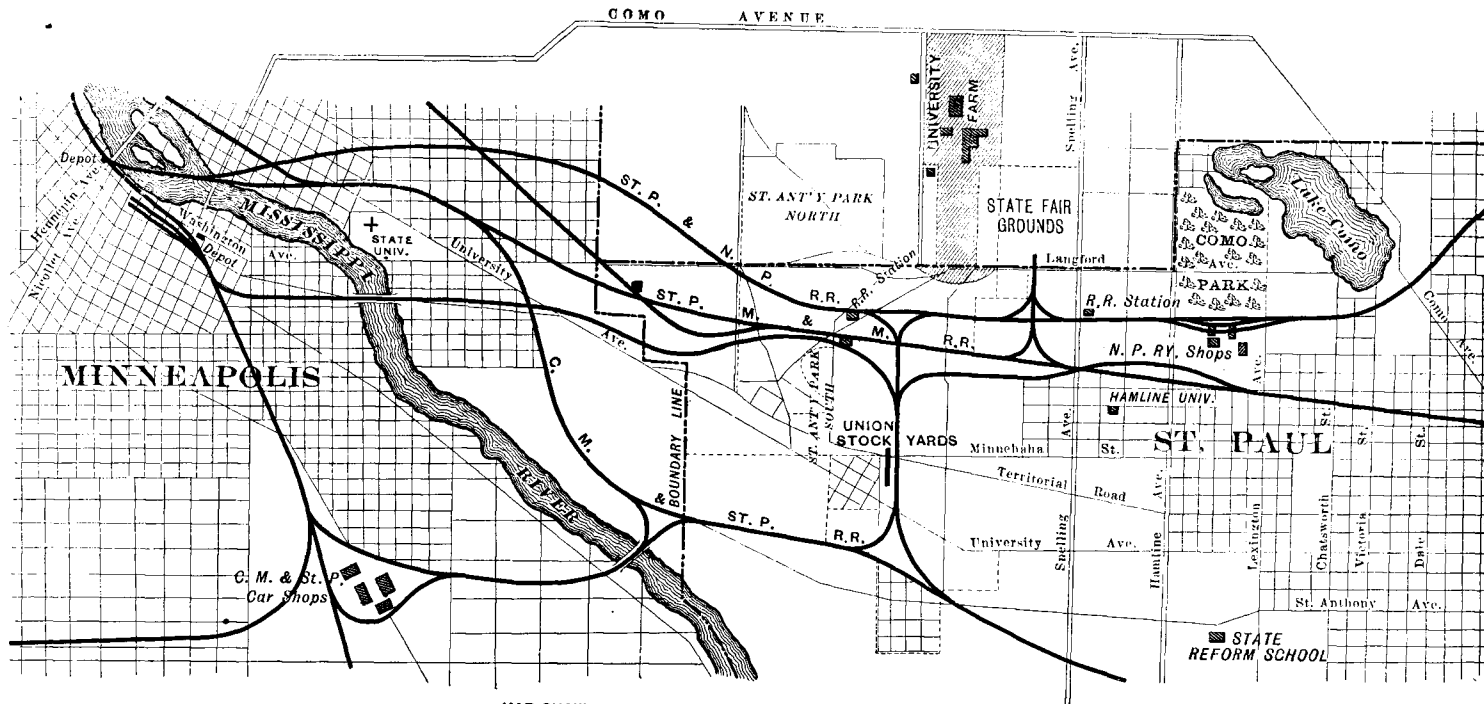 COMO AVENUE
UNIVERSITY
FARM
Snelling Ave.
Depot
Hennepin Ave.
Nicollet Ave.
Washington Ave.
Depot
MISSISSIPPI
RIVER
STATE
UNIV.
University Ave.
ST. P. & N. P. R.R.
ST. ANT'Y PARK
NORTH
STATE FAIR
GROUNDS
Langford Ave.
Lake Como
COMO
PARK
Como Ave.
R.R. Station
R.R. Station
ST. P. M. & M. R.R.
N. P. RY. Shops
MINNEAPOLIS
C. M. & ST. P. R.R.
BOUNDARY LINE
ST. ANT'Y PARK
SOUTH
UNION
STOCK YARDS
HAMLINE UNIV.
ST. PAUL
Minnehaha St.
Territorial Road
University Ave.
Snelling Ave.
Hamline Ave.
Lexington Ave.
Chatsworth St.
Victoria St.
Dale St.
St. Anthony Ave.
C. M. & St. P.
Car Shops
STATE
REFORM SCHOOL